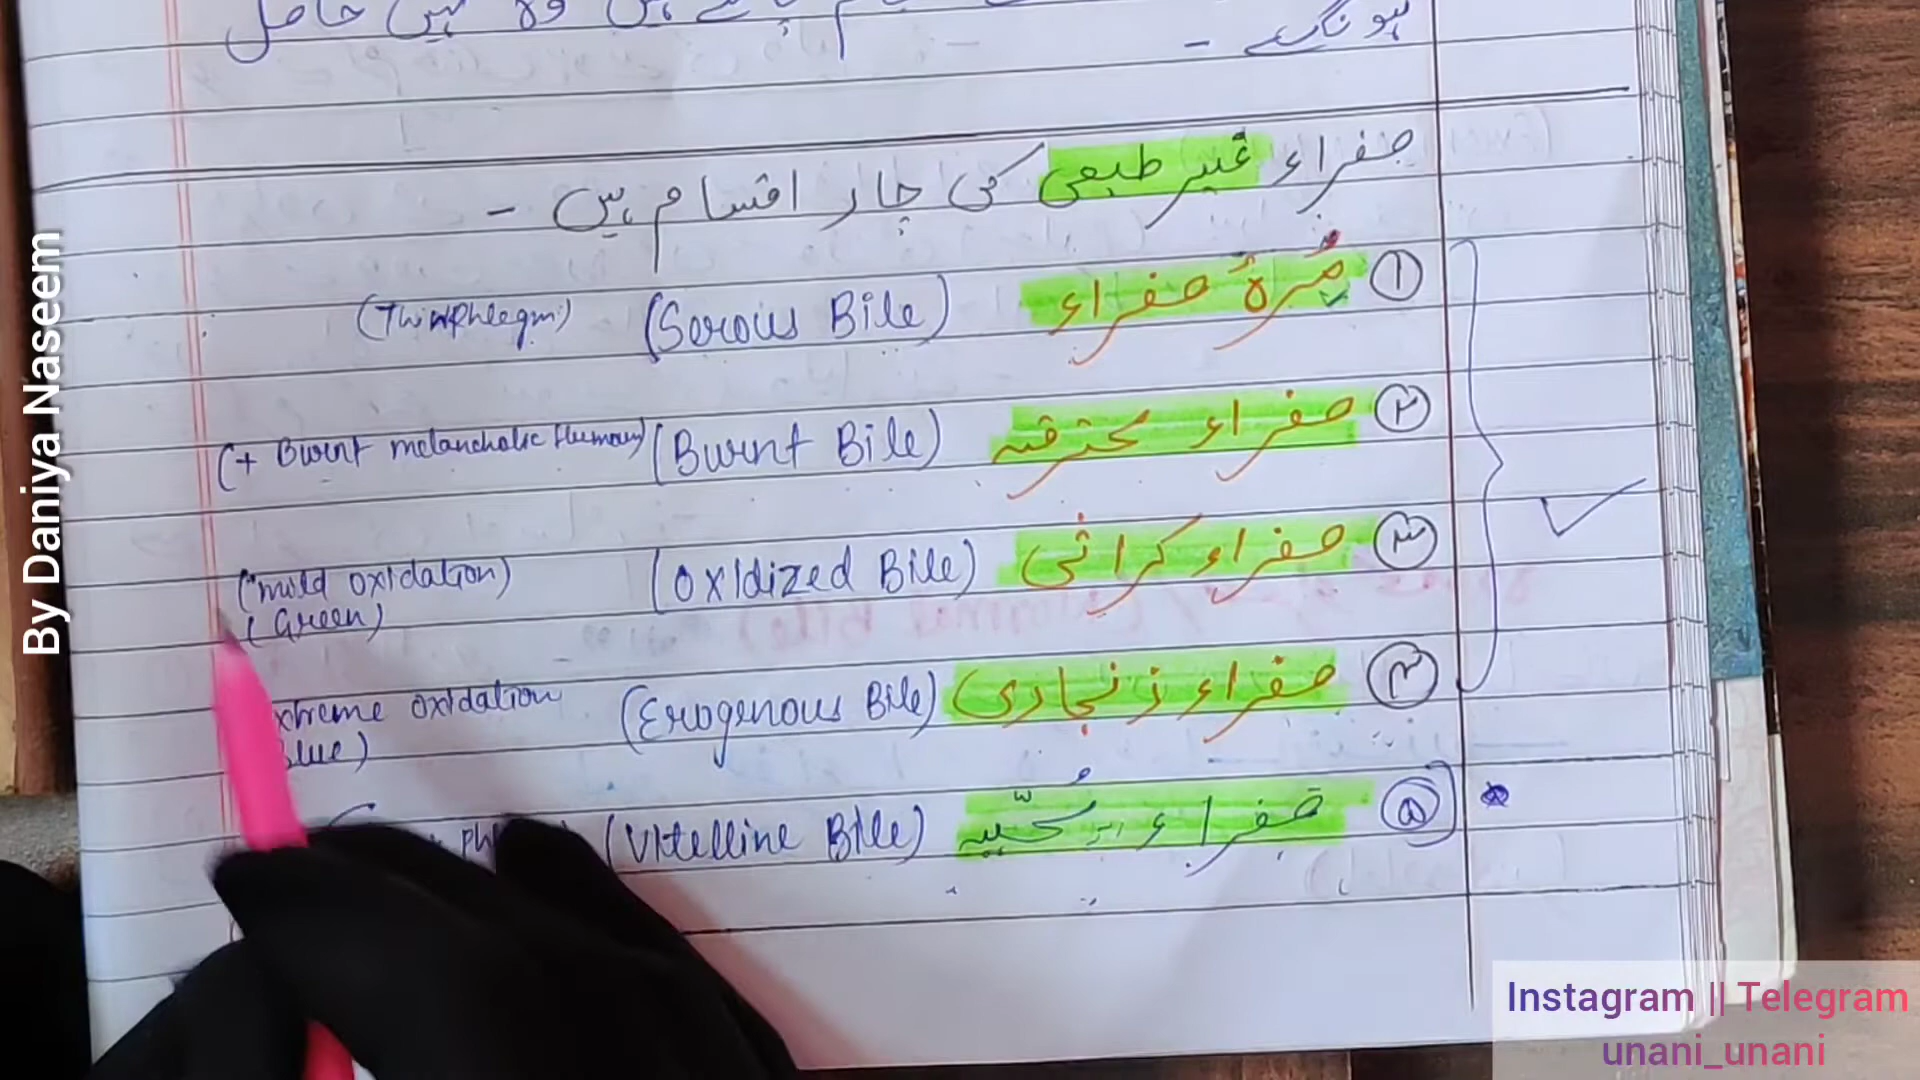 ہونگے -
صفراء غیر طبعی کی چار اقسام ہیں -
① مُرۂ صفراء (Serous Bile) (Thin Phlegm)
② صفراء محترقہ (Burnt Bile) (+ Burnt melancholic Humour)
③ صفراء کراثی (Oxidized Bile) (mild oxidation)
(Green)
④ صفراء زنجاری (Erogenous Bile) xtreme oxidation
lue)
⑤ صفراء مُحّیہ (Vitelline Bile)
By Daniya Naseem
Instagram || Telegram
unani_unani